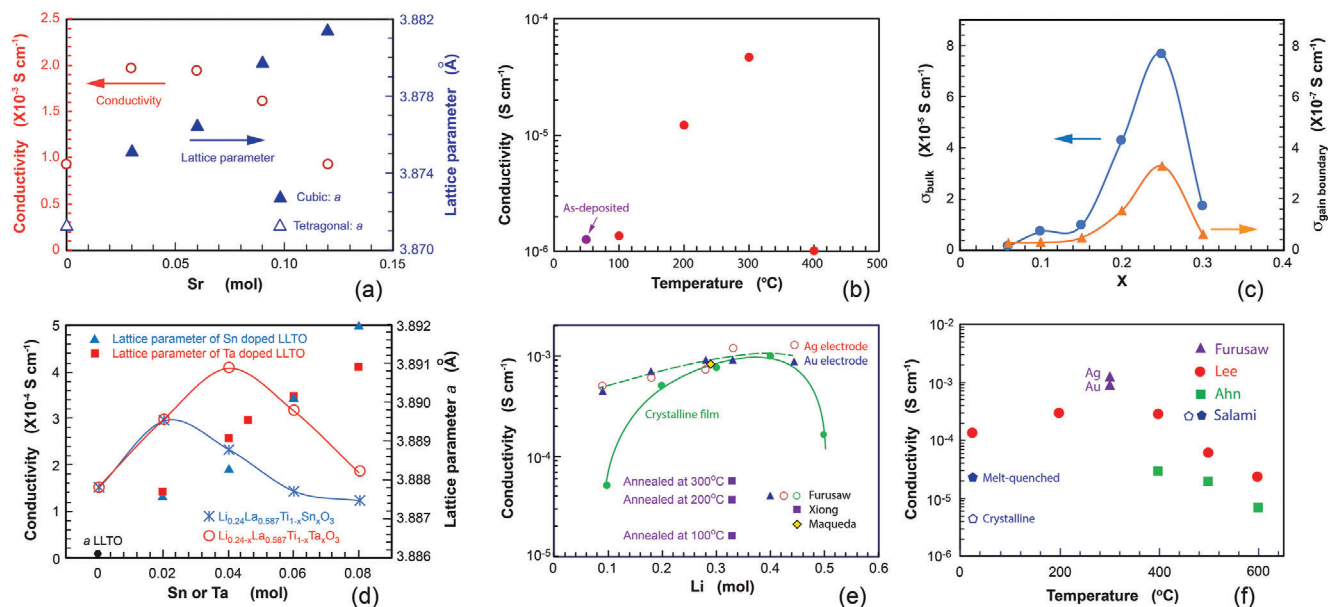 2.5
2.0
1.5
1.0
0.5
0.0
Conductivity (X10⁻³ S cm⁻¹)
Conductivity
Lattice parameter
Cubic: a
Tetragonal: a
3.882
3.878
3.874
3.870
Lattice parameter (Å)
0
0.05
0.10
0.15
Sr (mol)
(a)
10⁻⁴
10⁻⁵
10⁻⁶
Conductivity (S cm⁻¹)
As-deposited
0
100
200
300
400
500
Temperature (°C)
(b)
8
6
4
2
0
σbulk (X10⁻⁵ S cm⁻¹)
8
6
4
2
0
σgain boundary (X10⁻⁷ S cm⁻¹)
0
0.1
0.2
0.3
0.4
X
(c)
5
4
3
2
1
0
Conductivity (X10⁻⁴ S cm⁻¹)
Lattice parameter of Sn doped LLTO
Lattice parameter of Ta doped LLTO
Li₀.₂₄La₀.₅₈₇Ti₁₋ₓSnₓO₃
Li₀.₂₄₋ₓLa₀.₅₈₇Ti₁₋ₓTaₓO₃
a LLTO
3.892
3.891
3.890
3.889
3.888
3.887
3.886
Lattice parameter a (Å)
0
0.02
0.04
0.06
0.08
Sn or Ta (mol)
(d)
10⁻³
10⁻⁴
10⁻⁵
Conductivity (S cm⁻¹)
Ag electrode
Au electrode
Crystalline film
Annealed at 300°C
Annealed at 200°C
Annealed at 100°C
Furusaw
Xiong
Maqueda
0.0
0.1
0.2
0.3
0.4
0.5
0.6
Li (mol)
(e)
10⁻²
10⁻³
10⁻⁴
10⁻⁵
10⁻⁶
Conductivity (S cm⁻¹)
Furusaw
Lee
Ahn
Salami
Ag
Au
Melt-quenched
Crystalline
0
200
400
600
Temperature (°C)
(f)